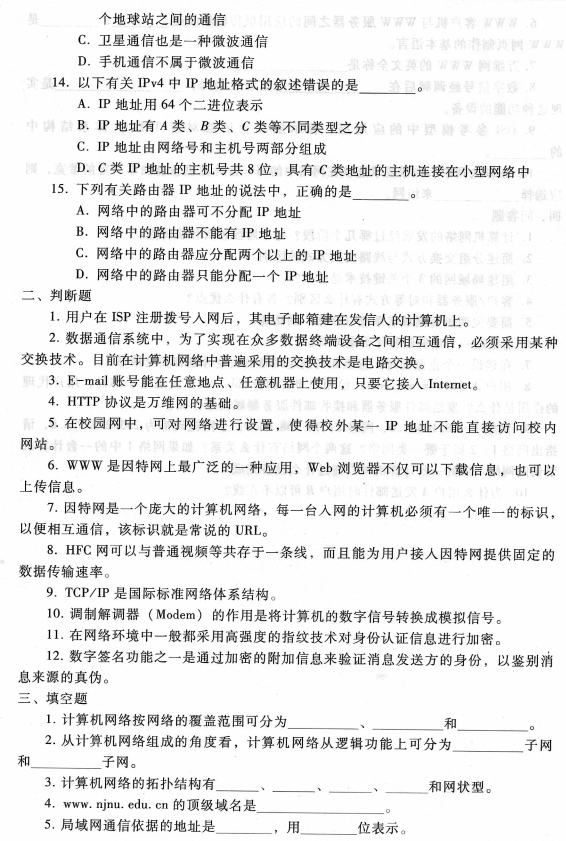 个地球站之间的通信
C. 卫星通信也是一种微波通信
D. 手机通信不属于微波通信
14. 以下有关 IPv4 中 IP 地址格式的叙述错误的是________。
A. IP 地址用 64 个二进位表示
B. IP 地址有 A 类、B 类、C 类等不同类型之分
C. IP 地址由网络号和主机号两部分组成
D. C 类 IP 地址的主机号共 8 位，具有 C 类地址的主机连接在小型网络中
15. 下列有关路由器 IP 地址的说法中，正确的是________。
A. 网络中的路由器可不分配 IP 地址
B. 网络中的路由器不能有 IP 地址
C. 网络中的路由器应分配两个以上的 IP 地址
D. 网络中的路由器只能分配一个 IP 地址
二、判断题
1. 用户在 ISP 注册拨号入网后，其电子邮箱建在发信人的计算机上。
2. 数据通信系统中，为了实现在众多数据终端设备之间相互通信，必须采用某种
交换技术。目前在计算机网络中普遍采用的交换技术是电路交换。
3. E-mail 账号能在任意地点、任意机器上使用，只要它接入 Internet。
4. HTTP 协议是万维网的基础。
5. 在校园网中，可对网络进行设置，使得校外某一 IP 地址不能直接访问校内
网站。
6. WWW 是因特网上最广泛的一种应用，Web 浏览器不仅可以下载信息，也可以
上传信息。
7. 因特网是一个庞大的计算机网络，每一台入网的计算机必须有一个唯一的标识，
以便相互通信，该标识就是常说的 URL。
8. HFC 网可以与普通视频等共存于一条线，而且能为用户接入因特网提供固定的
数据传输速率。
9. TCP/IP 是国际标准网络体系结构。
10. 调制解调器（Modem）的作用是将计算机的数字信号转换成模拟信号。
11. 在网络环境中一般都采用高强度的指纹技术对身份认证信息进行加密。
12. 数字签名功能之一是通过加密的附加信息来验证消息发送方的身份，以鉴别消
息来源的真伪。
三、填空题
1. 计算机网络按网络的覆盖范围可分为__________、__________和__________。
2. 从计算机网络组成的角度看，计算机网络从逻辑功能上可分为__________子网
和__________子网。
3. 计算机网络的拓扑结构有______、______、______、______和网状型。
4. www. njnu. edu. cn 的顶级域名是__________________。
5. 局域网通信依据的地址是________，用________位表示。